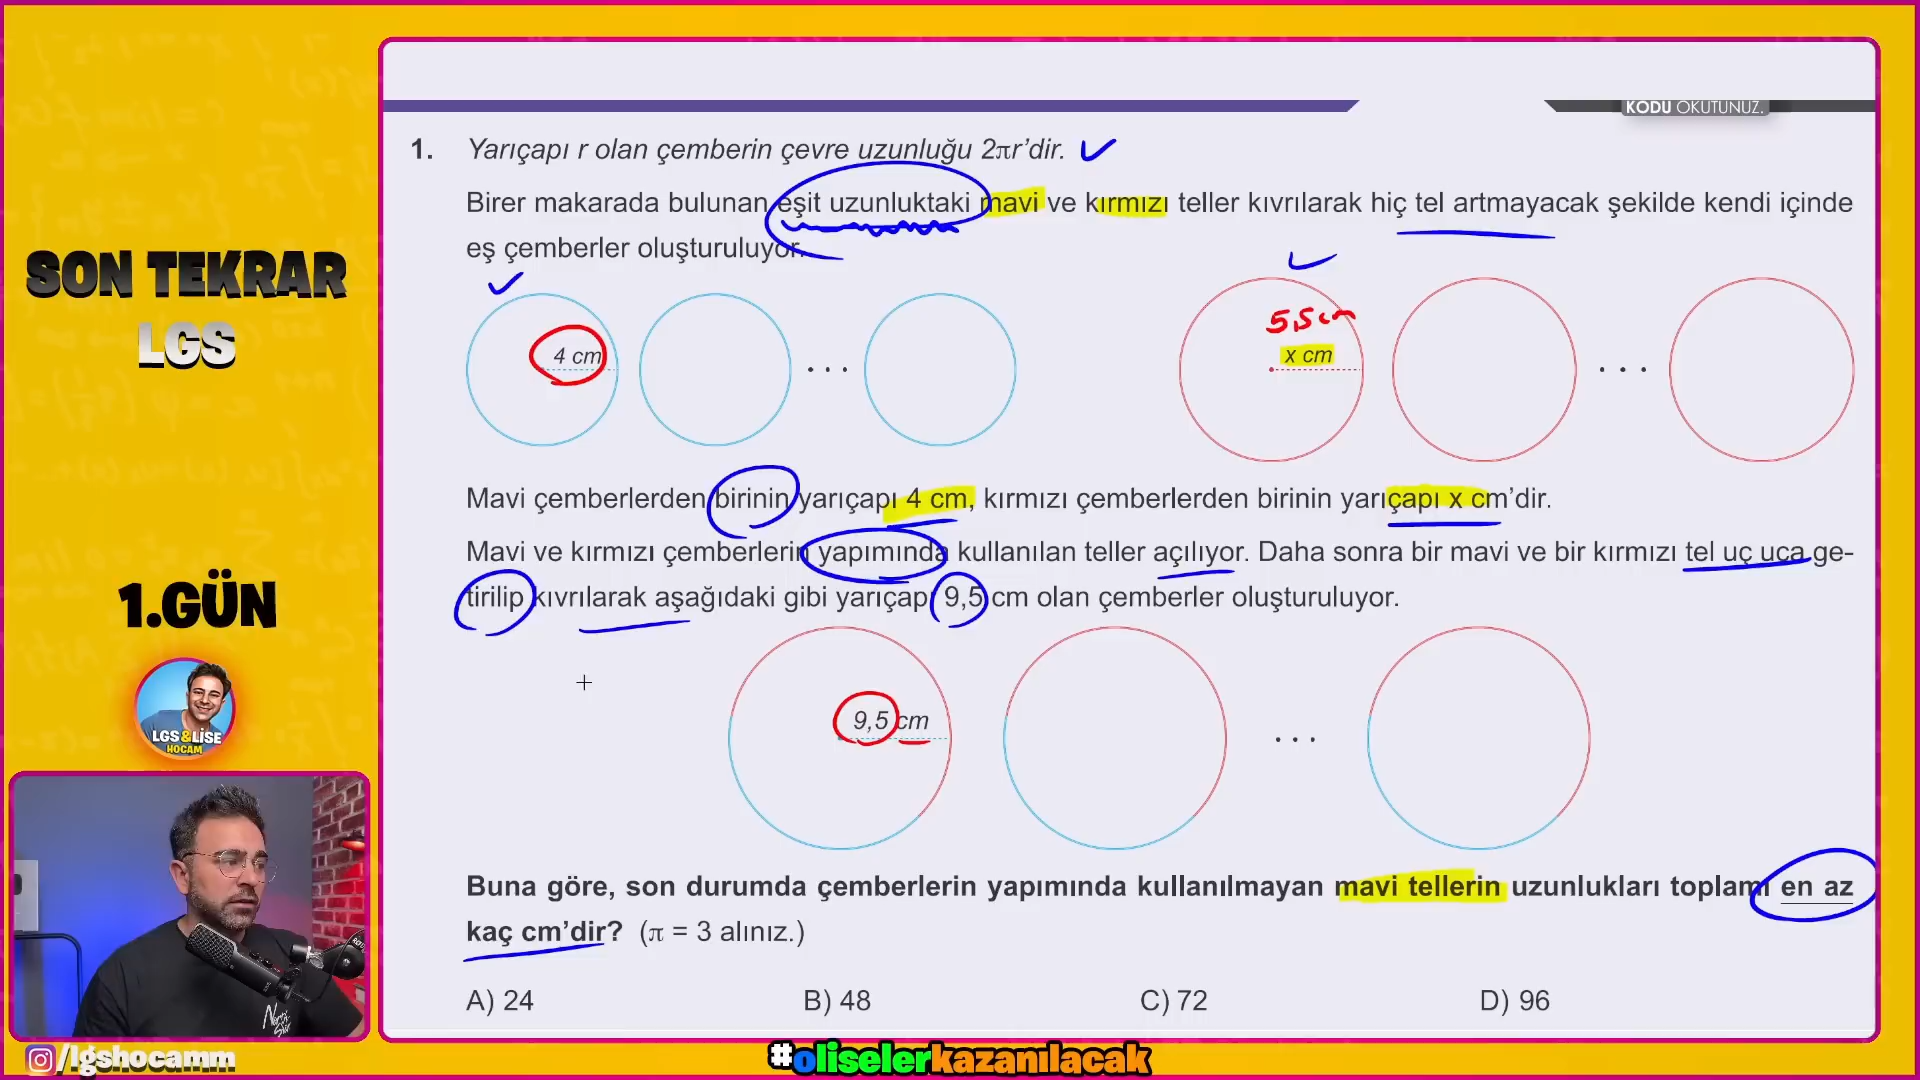 KODU OKUTUNUZ.
1. Yarıçapı r olan çemberin çevre uzunluğu 2πr’dir.
Birer makarada bulunan eşit uzunluktaki mavi ve kırmızı teller kıvrılarak hiç tel artmayacak şekilde kendi içinde
eş çemberler oluşturuluyor.
SON TEKRAR
LGS
5,5 cm
4 cm
. . .
x cm
. . .
Mavi çemberlerden birinin yarıçapı 4 cm, kırmızı çemberlerden birinin yarıçapı x cm’dir.
Mavi ve kırmızı çemberlerin yapımında kullanılan teller açılıyor. Daha sonra bir mavi ve bir kırmızı tel uç uca ge-
tirilip kıvrılarak aşağıdaki gibi yarıçapı 9,5 cm olan çemberler oluşturuluyor.
1.GÜN
LGS&LİSE
HOCAM
9,5 cm
. . .
Buna göre, son durumda çemberlerin yapımında kullanılmayan mavi tellerin uzunlukları toplamı en az
kaç cm’dir? (π = 3 alınız.)
A) 24 B) 48 C) 72 D) 96
/lgshocamm
#oliselerkazanılacak